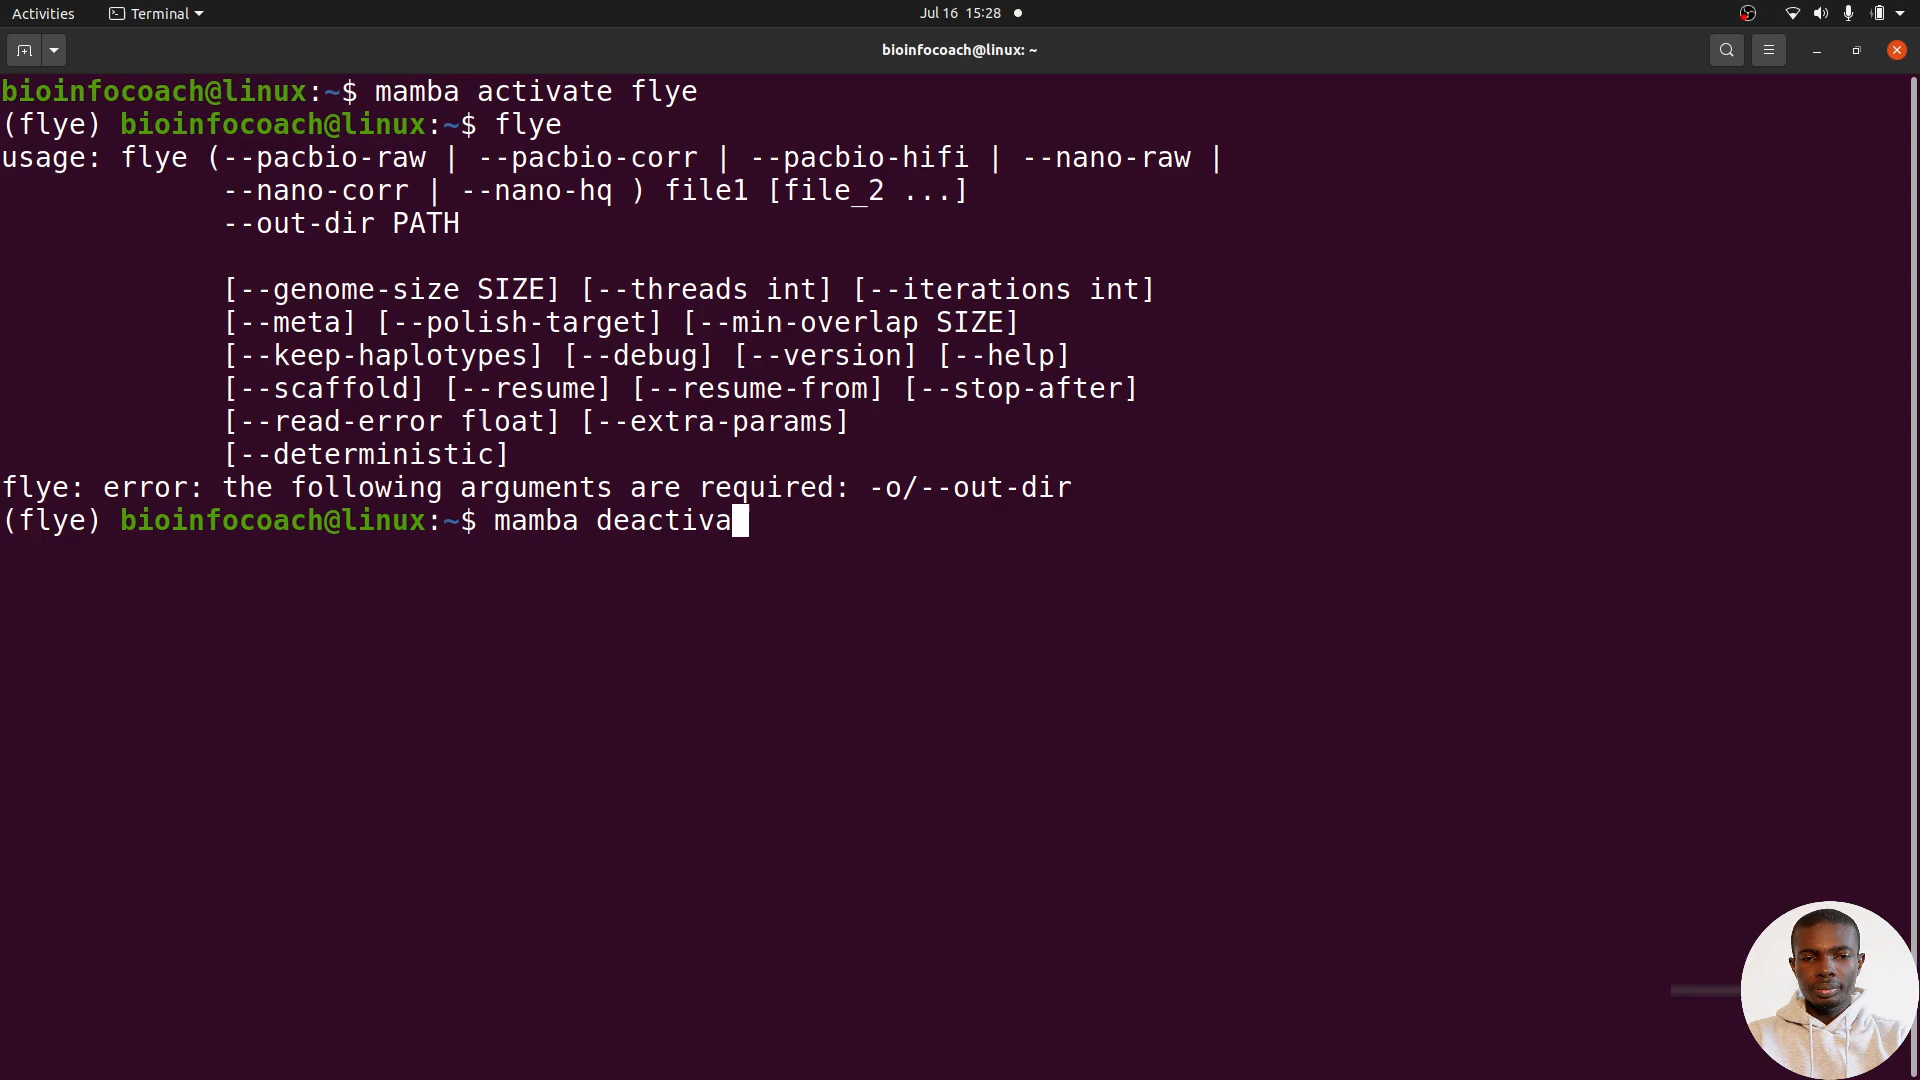 Activities Terminal Jul 16 15:28
bioinfocoach@linux: ~
bioinfocoach@linux:~$ mamba activate flye
(flye) bioinfocoach@linux:~$ flye
usage: flye (--pacbio-raw | --pacbio-corr | --pacbio-hifi | --nano-raw |
--nano-corr | --nano-hq ) file1 [file_2 ...]
--out-dir PATH
[--genome-size SIZE] [--threads int] [--iterations int]
[--meta] [--polish-target] [--min-overlap SIZE]
[--keep-haplotypes] [--debug] [--version] [--help]
[--scaffold] [--resume] [--resume-from] [--stop-after]
[--read-error float] [--extra-params]
[--deterministic]
flye: error: the following arguments are required: -o/--out-dir
(flye) bioinfocoach@linux:~$ mamba deactiva